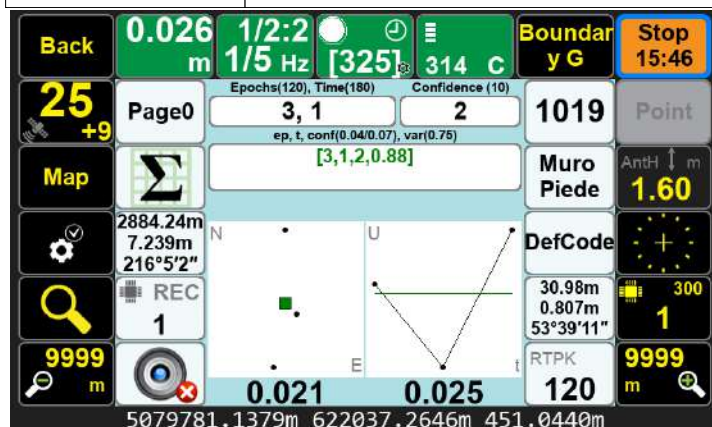 Back
0.026
m
1/2:2
1/5 Hz
[325]
314 C
Boundar
y G
Stop
15:46
25
+9
Page0
Epochs(120), Time(180)
Confidence (10)
3, 1
2
1019
Point
ep, t, conf(0.04/0.07), var(0.75)
[3,1,2,0.88]
Map
Σ
Muro
Piede
AntH m
1.60
2884.24m
7.239m
216°5'2"
N
U
DefCode
REC
1
30.98m
0.807m
53°39'11"
300
1
9999
m
E
t
RTPK
120
9999
m
0.021
0.025
5079781.1379m 622037.2646m 451.0440m